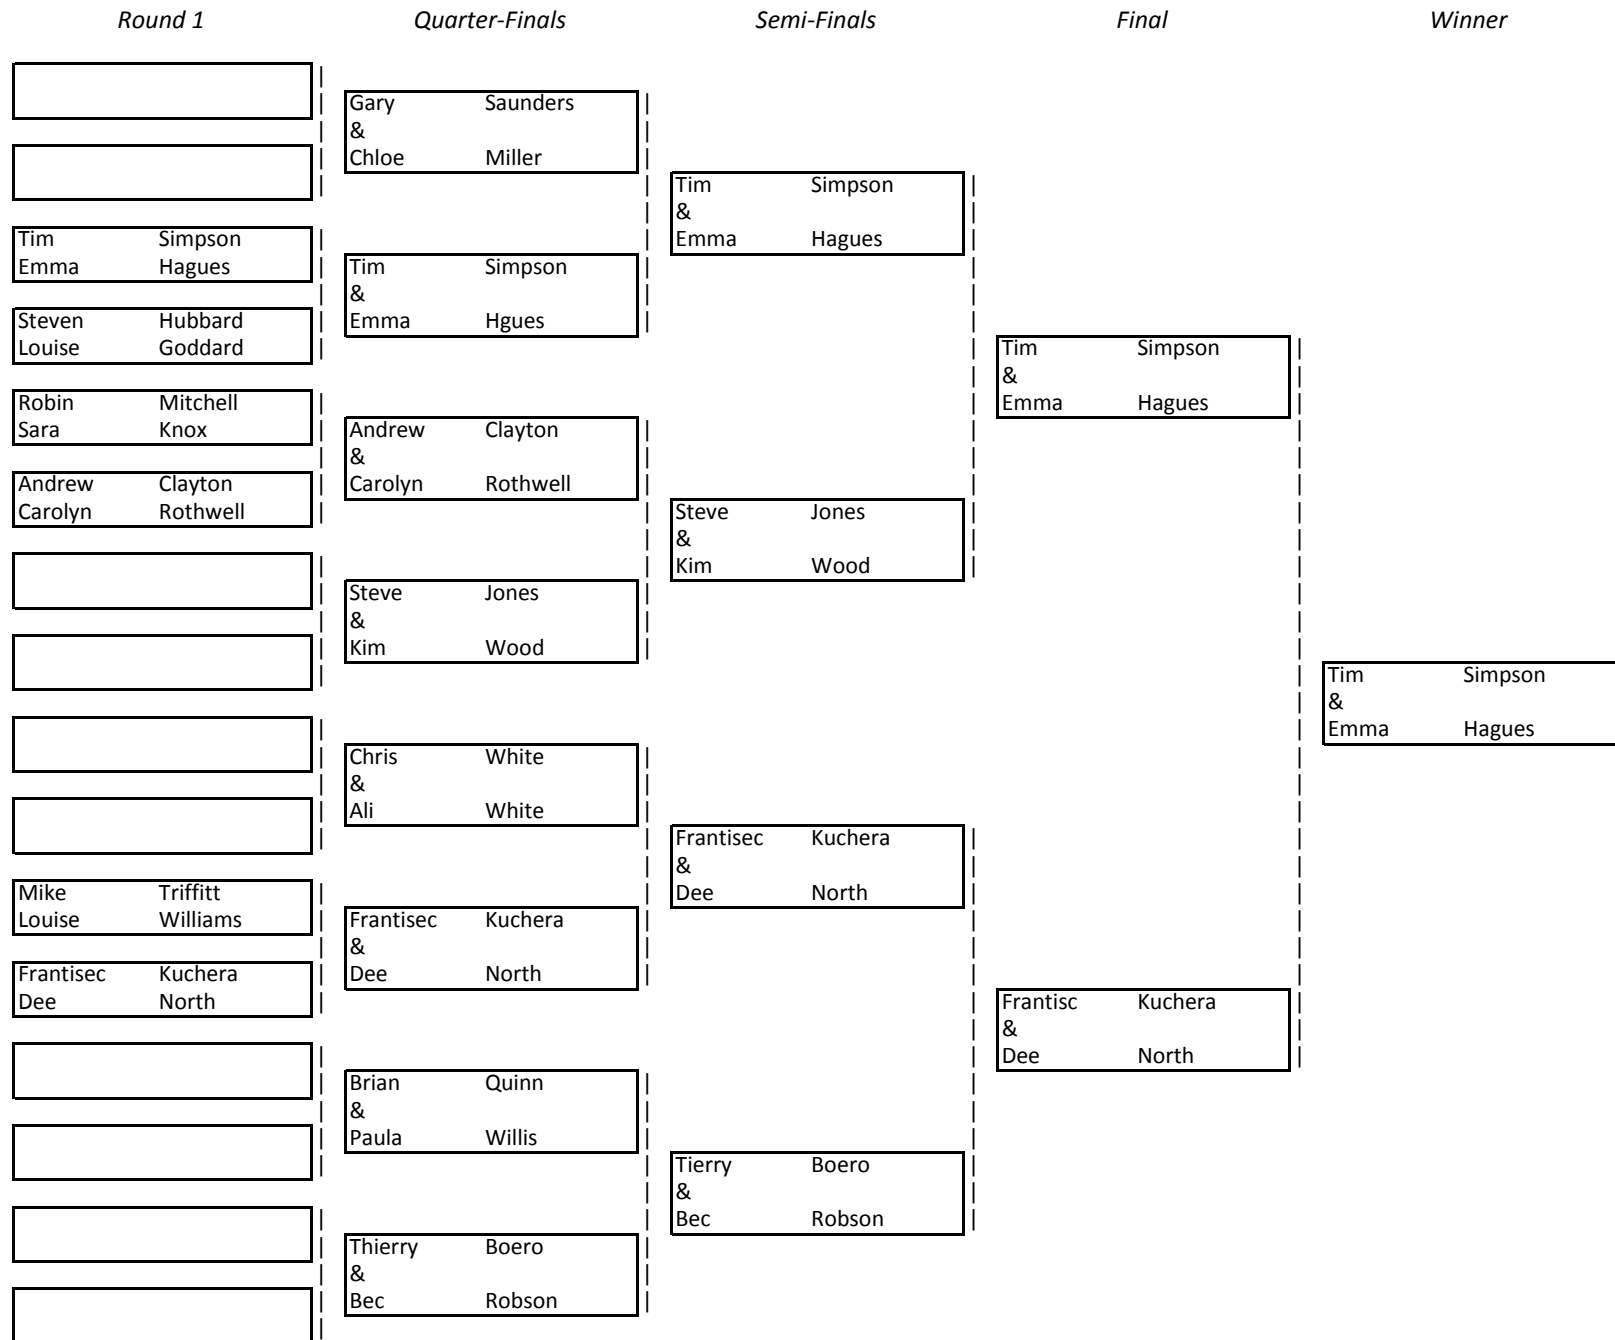 Round 1 Quarter-Finals Semi-Finals Final Winner
Tim Simpson
Emma Hagues
Steven Hubbard
Louise Goddard
Robin Mitchell
Sara Knox
Andrew Clayton
Carolyn Rothwell
Mike Triffitt
Louise Williams
Frantisec Kuchera
Dee North
Gary Saunders
&
Chloe Miller
Tim Simpson
&
Emma Hgues
Andrew Clayton
&
Carolyn Rothwell
Steve Jones
&
Kim Wood
Chris White
&
Ali White
Frantisec Kuchera
&
Dee North
Brian Quinn
&
Paula Willis
Thierry Boero
&
Bec Robson
Tim Simpson
&
Emma Hagues
Steve Jones
&
Kim Wood
Frantisec Kuchera
&
Dee North
Tierry Boero
&
Bec Robson
Tim Simpson
&
Emma Hagues
Frantisc Kuchera
&
Dee North
Tim Simpson
&
Emma Hagues